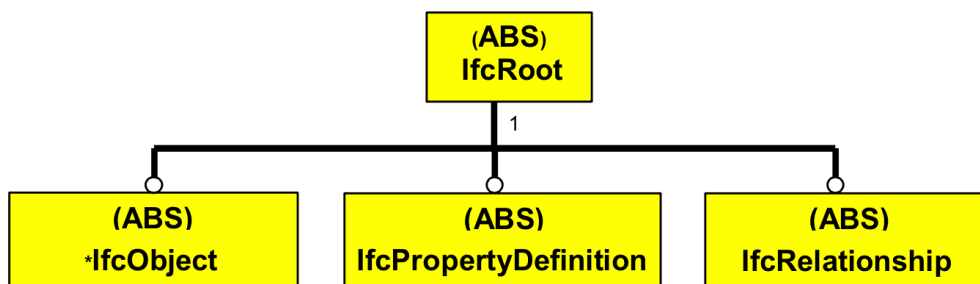 (ABS)
IfcRoot
1
(ABS)
*IfcObject
(ABS)
IfcPropertyDefinition
(ABS)
IfcRelationship